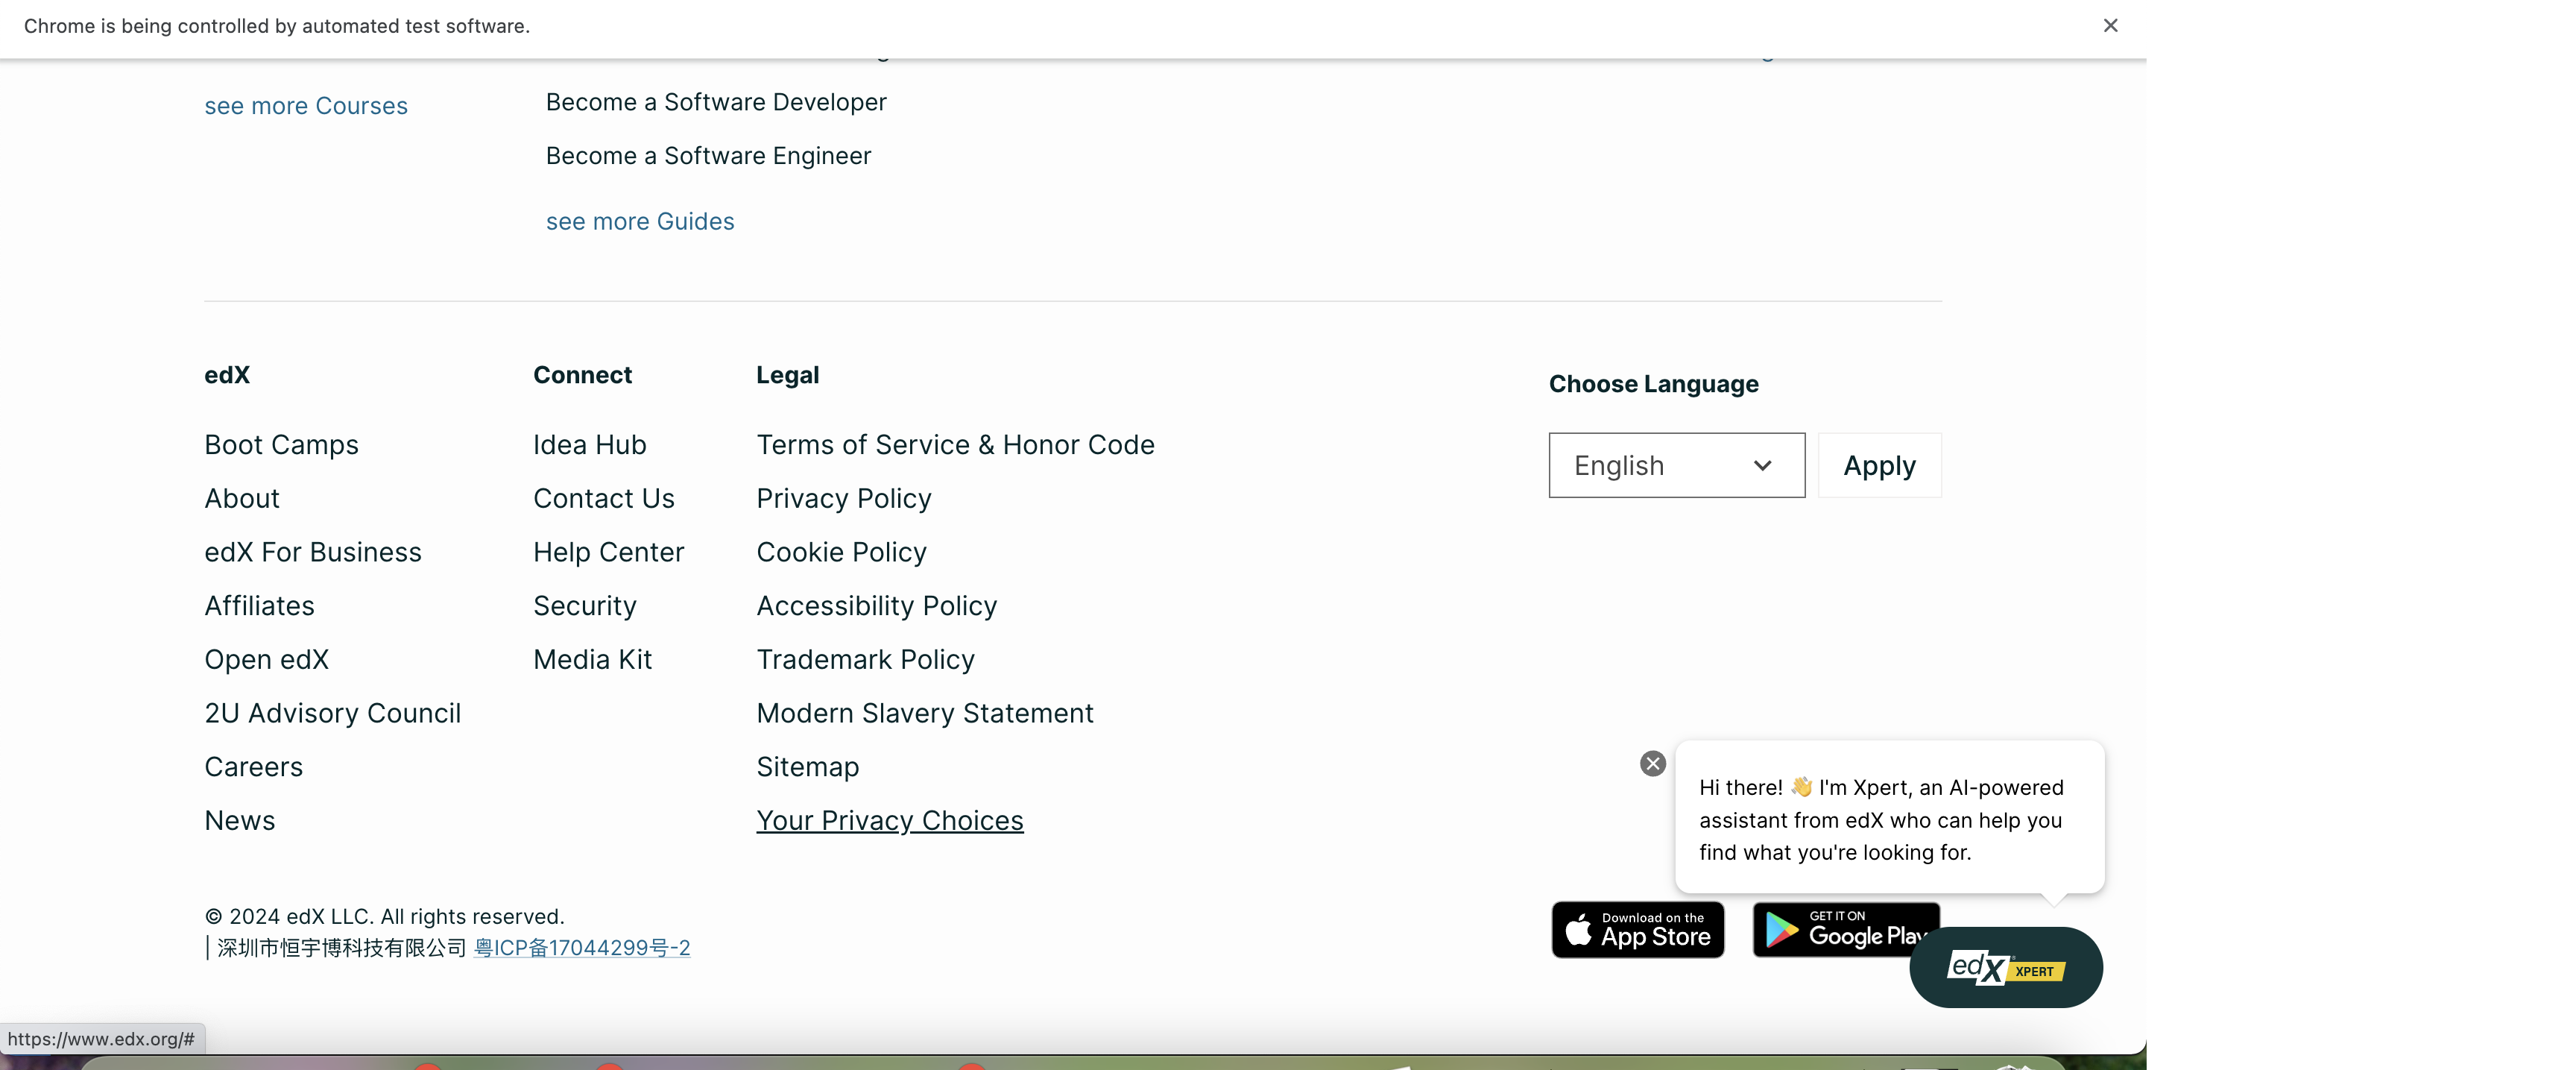 Chrome is being controlled by automated test software.
see more Courses
Become a Software Developer
Become a Software Engineer
see more Guides
edX
Boot Camps
About
edX For Business
Affiliates
Open edX
2U Advisory Council
Careers
News
Connect
Idea Hub
Contact Us
Help Center
Security
Media Kit
Legal
Terms of Service & Honor Code
Privacy Policy
Cookie Policy
Accessibility Policy
Trademark Policy
Modern Slavery Statement
Sitemap
Your Privacy Choices
Choose Language
English
Apply
Hi there! 👋 I'm Xpert, an AI-powered
assistant from edX who can help you
find what you're looking for.
© 2024 edX LLC. All rights reserved.
| 深圳市恒宇博科技有限公司 粤ICP备17044299号-2
Download on the
App Store
GET IT ON
Google Play
edX XPERT
https://www.edx.org/#